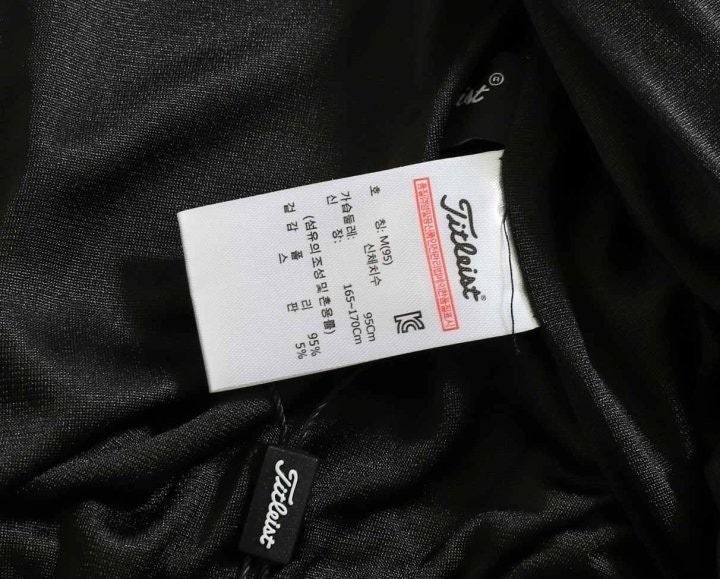 Titleist®
호 칭: M(95)
신체치수
가슴둘레: 95Cm
신 장: 165~170Cm
(섬유의 조성 및 혼용률)
겉 감 폴 리 95%
스 판 5%
ist®
Titleist